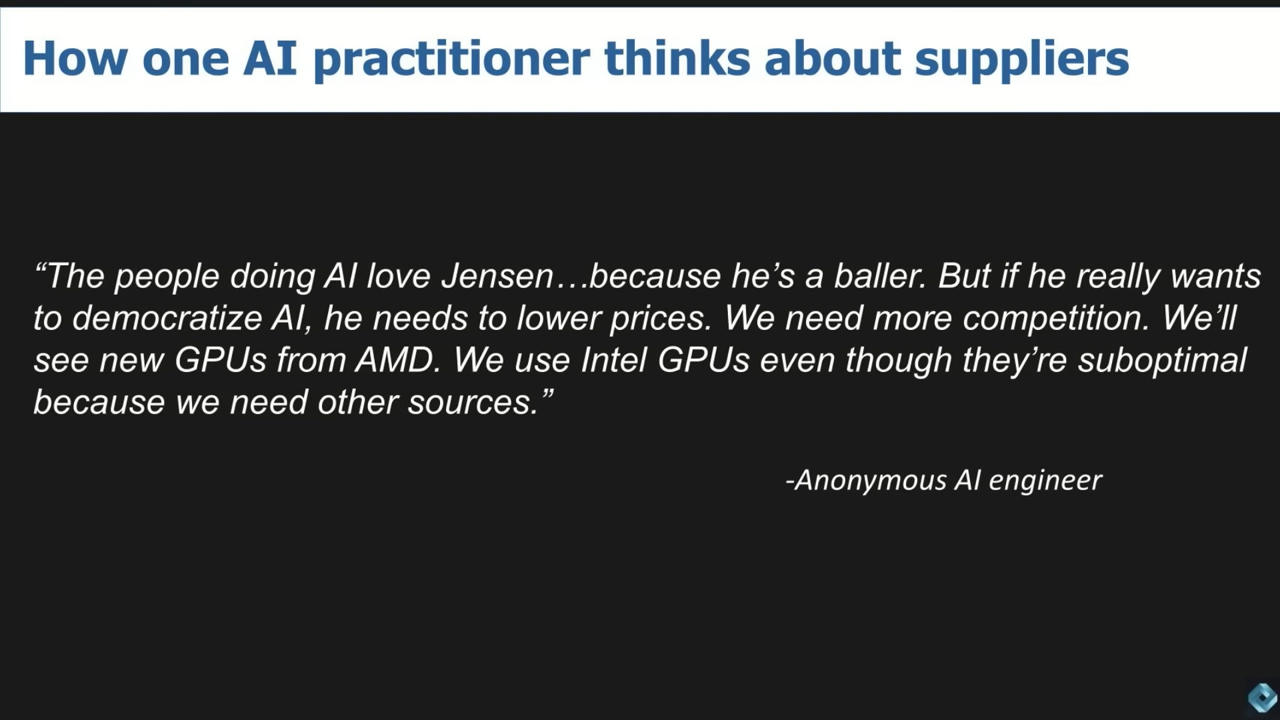 How one AI practitioner thinks about suppliers
“The people doing AI love Jensen…because he’s a baller. But if he really wants
to democratize AI, he needs to lower prices. We need more competition. We’ll
see new GPUs from AMD. We use Intel GPUs even though they’re suboptimal
because we need other sources.”
-Anonymous AI engineer